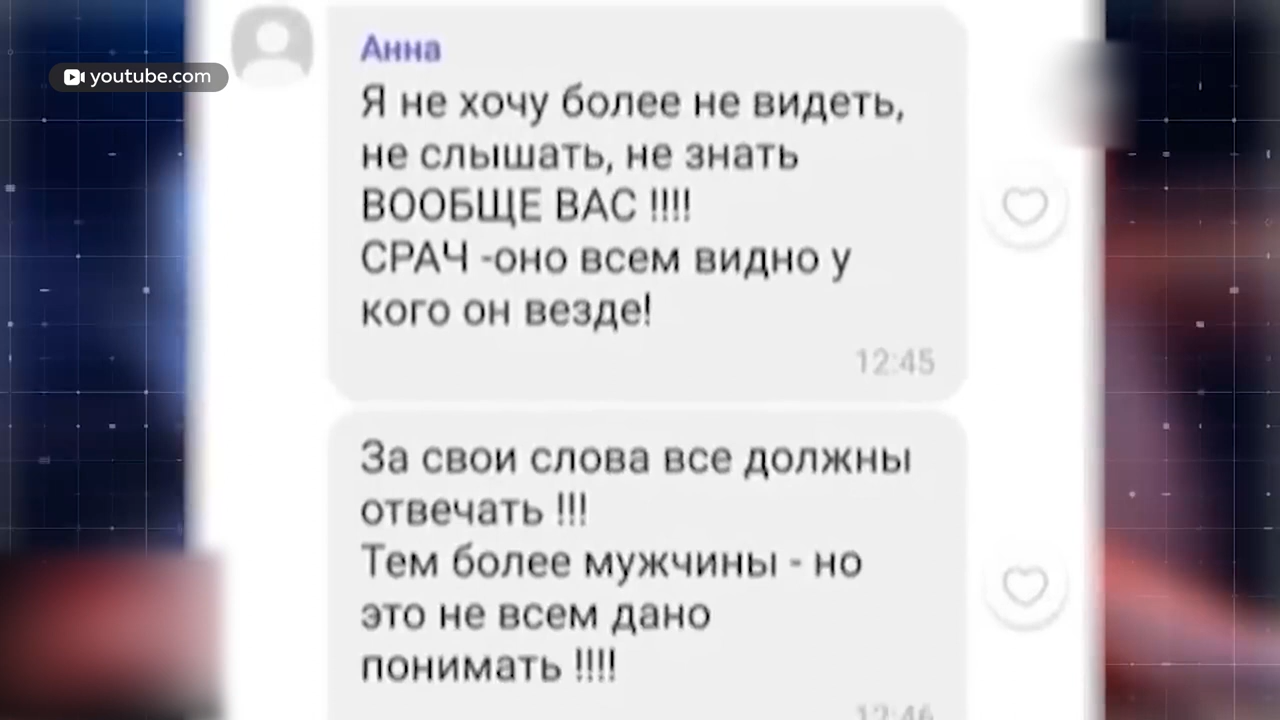 youtube.com
Анна
Я не хочу более не видеть,
не слышать, не знать
ВООБЩЕ ВАС !!!!
СРАЧ -оно всем видно у
кого он везде!
12:45
За свои слова все должны
отвечать !!!
Тем более мужчины - но
это не всем дано
понимать !!!!
12:46